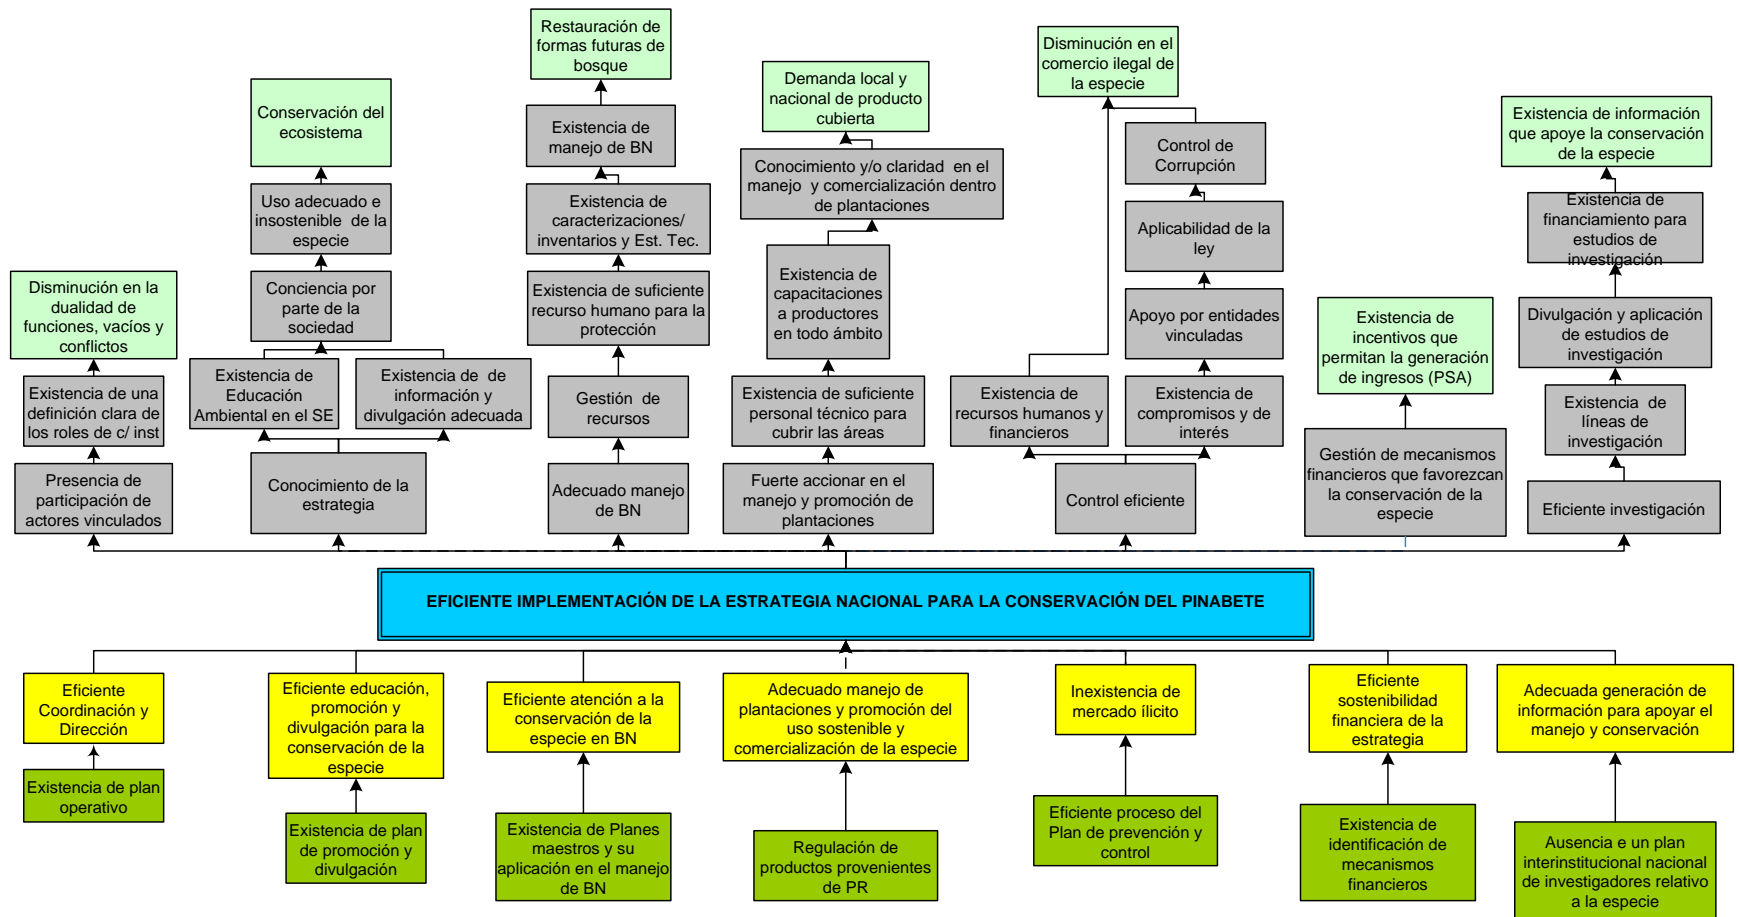 Restauración de
formas futuras de
bosque
Disminución en el
comercio ilegal de
la especie
Demanda local y
nacional de producto
cubierta
Conservación del
ecosistema
Existencia de información
que apoye la conservación
de la especie
Existencia de
manejo de BN
Control de
Corrupción
Conocimiento y/o claridad  en el
manejo  y comercialización dentro
de plantaciones
Uso adecuado e
insostenible  de la
especie
Existencia de
caracterizaciones/
inventarios y Est. Tec.
Aplicabilidad de la
ley
Existencia de
financiamiento para
estudios de
investigación
Disminución en la
dualidad de
funciones, vacíos y
conflictos
Conciencia por
parte de la
sociedad
Existencia de suficiente
recurso humano para la
protección
Existencia de
capacitaciones
a productores
en todo ámbito
Apoyo por entidades
vinculadas
Existencia de
incentivos que
permitan la generación
de ingresos (PSA)
Divulgación y aplicación
de estudios de
investigación
Existencia de una
definición clara de
los roles de c/ inst
Existencia de
Educación
Ambiental en el SE
Existencia de  de
información y
divulgación adecuada
Gestión  de
recursos
Existencia de suficiente
personal técnico para
cubrir las áreas
Existencia de
recursos humanos y
financieros
Existencia de
compromisos y de
interés
Existencia  de
líneas de
investigación
Presencia de
participación de
actores vinculados
Conocimiento de la
estrategia
Adecuado manejo
de BN
Fuerte accionar en el
manejo y promoción de
plantaciones
Control eficiente
Gestión de mecanismos
financieros que favorezcan
la conservación de la
especie
Eficiente investigación
EFICIENTE IMPLEMENTACIÓN DE LA ESTRATEGIA NACIONAL PARA LA CONSERVACIÓN DEL PINABETE
Eficiente
Coordinación y
Dirección
Eficiente educación,
promoción y
divulgación para la
conservación de la
especie
Eficiente atención a la
conservación de la
especie en BN
Adecuado manejo de
plantaciones y promoción del
uso sostenible y
comercialización de la especie
Inexistencia de
mercado ílicito
Eficiente
sostenibilidad
financiera de la
estrategia
Adecuada generación de
información para apoyar el
manejo y conservación
Existencia de plan
operativo
Existencia de plan
de promoción y
divulgación
Existencia de Planes
maestros y su
aplicación en el manejo
de BN
Regulación de
productos provenientes
de PR
Eficiente proceso del
Plan de prevención y
control
Existencia de
identificación de
mecanismos
financieros
Ausencia e un plan
interinstitucional nacional
de investigadores relativo
a la especie